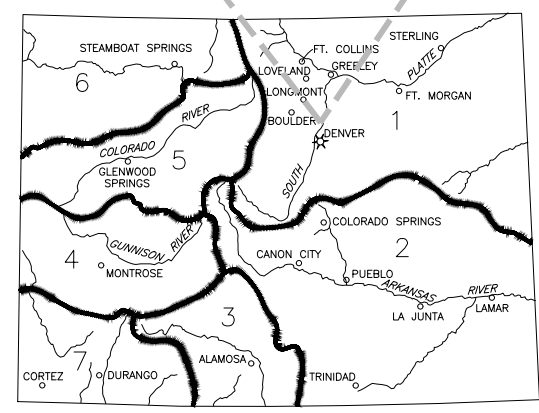 STEAMBOAT SPRINGS
6
FT. COLLINS
LOVELAND
GREELEY
STERLING
PLATTE
LONGMONT
FT. MORGAN
BOULDER
1
DENVER
SOUTH
COLORADO RIVER
5
GLENWOOD
SPRINGS
COLORADO SPRINGS
GUNNISON RIVER
4
MONTROSE
CANON CITY
2
PUEBLO
ARKANSAS RIVER
LAMAR
LA JUNTA
3
7
ALAMOSA
CORTEZ
DURANGO
TRINIDAD